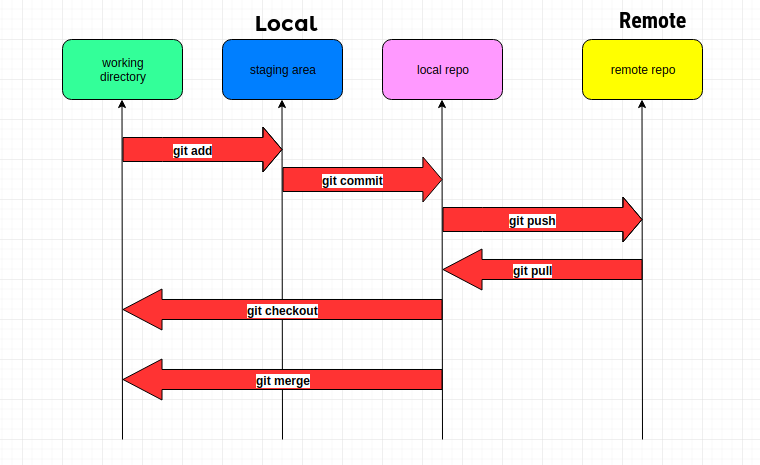 Local
Remote
working
directory
staging area
local repo
remote repo
git add
git commit
git push
git pull
git checkout
git merge